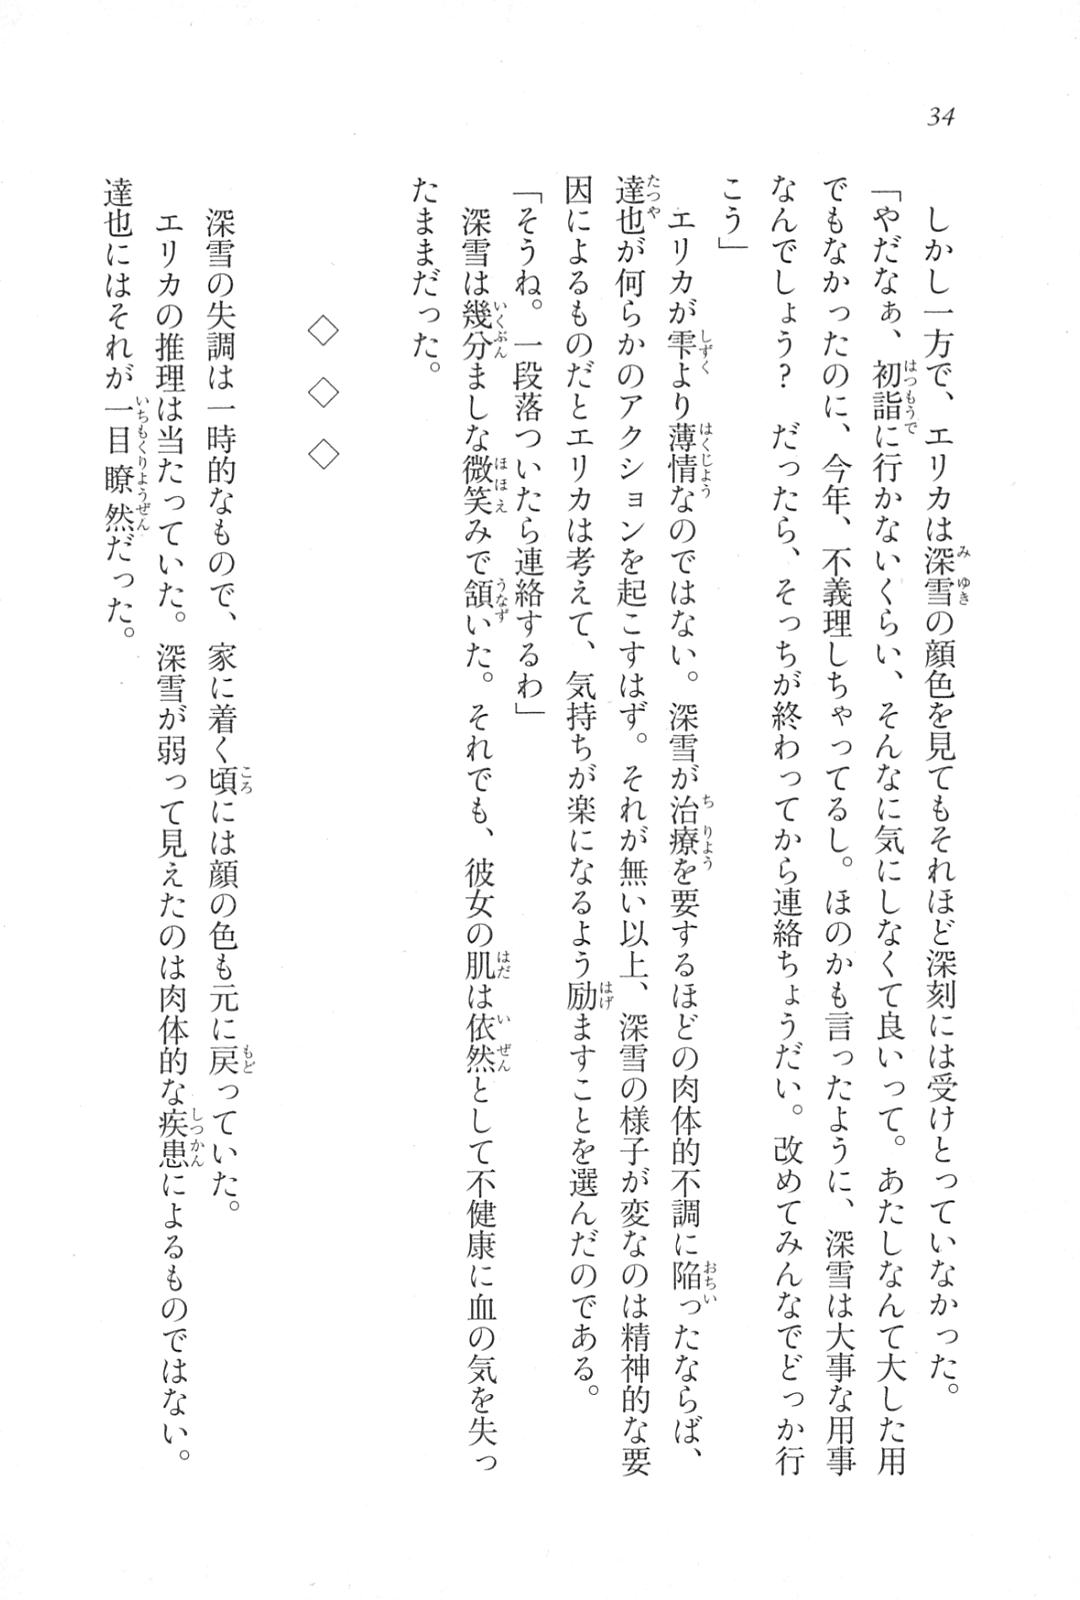 34
しかし一方で、エリカは深雪の顔色を見てもそれほど深刻には受けとっていなかった。
「やだなぁ、初詣に行かないくらい、そんなに気にしなくて良いって。あたしなんて大した用
でもなかったのに、今年、不義理しちゃってるし。ほのかも言ったように、深雪は大事な用事
なんでしょう？　だったら、そっちが終わってから連絡ちょうだい。改めてみんなでどっか行
こう」
エリカが雫より薄情なのではない。深雪が治療を要するほどの肉体的不調に陥ったならば、
達也が何らかのアクションを起こすはず。それが無い以上、深雪の様子が変なのは精神的な要
因によるものだとエリカは考えて、気持ちが楽になるよう励ますことを選んだのである。
「そうね。一段落ついたら連絡するわ」
深雪は幾分ましな微笑みで頷いた。それでも、彼女の肌は依然として不健康に血の気を失っ
たままだった。
◇　◇　◇
深雪の失調は一時的なもので、家に着く頃には顔の色も元に戻っていた。
エリカの推理は当たっていた。深雪が弱って見えたのは肉体的な疾患によるものではない。
達也にはそれが一目瞭然だった。